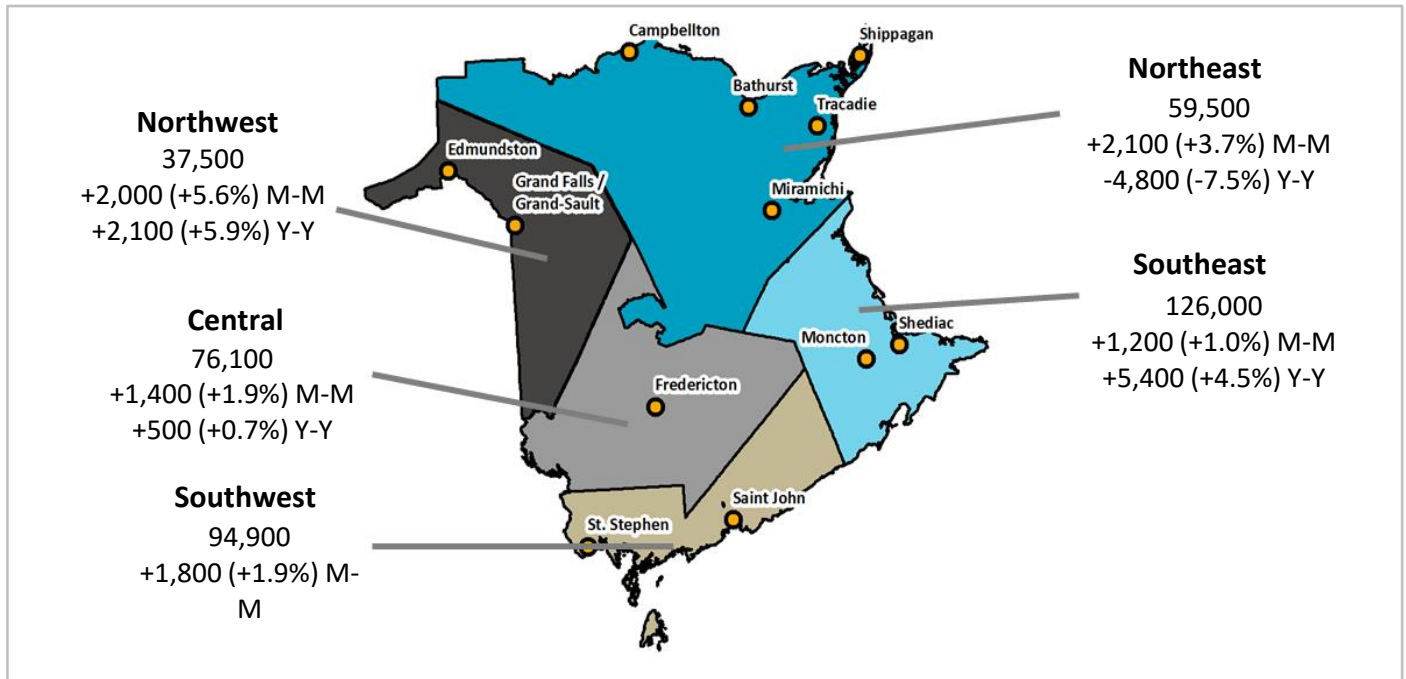 Northwest
37,500
+2,000 (+5.6%) M-M
+2,100 (+5.9%) Y-Y
Central
76,100
+1,400 (+1.9%) M-M
+500 (+0.7%) Y-Y
Southwest
94,900
+1,800 (+1.9%) M-
M
Campbellton
Shippagan
Bathurst
Tracadie
Edmundston
Grand Falls /
Grand-Sault
Miramichi
Moncton
Shediac
Fredericton
Saint John
St. Stephen
Northeast
59,500
+2,100 (+3.7%) M-M
-4,800 (-7.5%) Y-Y
Southeast
126,000
+1,200 (+1.0%) M-M
+5,400 (+4.5%) Y-Y